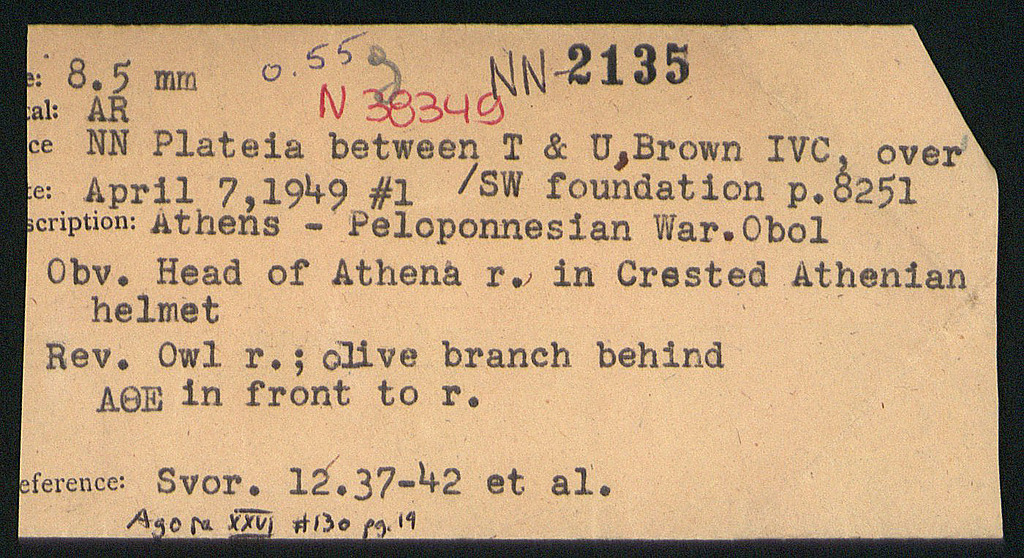 e: 8.5 mm 0.55g NN-2135
al: AR N 38349
ce NN Plateia between T & U,Brown IVC, over
te: April 7,1949 #1 /SW foundation p.8251
scription: Athens - Peloponnesian War.Obol
Obv. Head of Athena r. in Crested Athenian
helmet
Rev. Owl r.; olive branch behind
ΑΘΕ in front to r.
eference: Svor. 12.37-42 et al.
Agora XXVI #130 pg.19